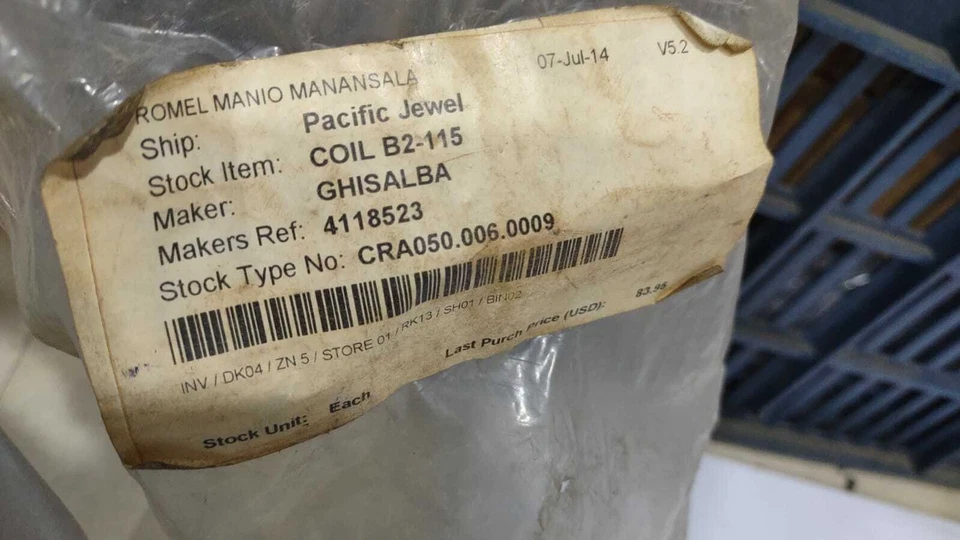 ROMEL MANIO MANANSALA 07-Jul-14 V5.2
Ship: Pacific Jewel
Stock Item: COIL B2-115
Maker: GHISALBA
Makers Ref: 4118523
Stock Type No: CRA050.006.0009
INV / DK04 / ZN 5 / STORE 01 / RK13 / SH01 / BIN02
Last Purch Price (USD): 93.95
Stock Unit: Each